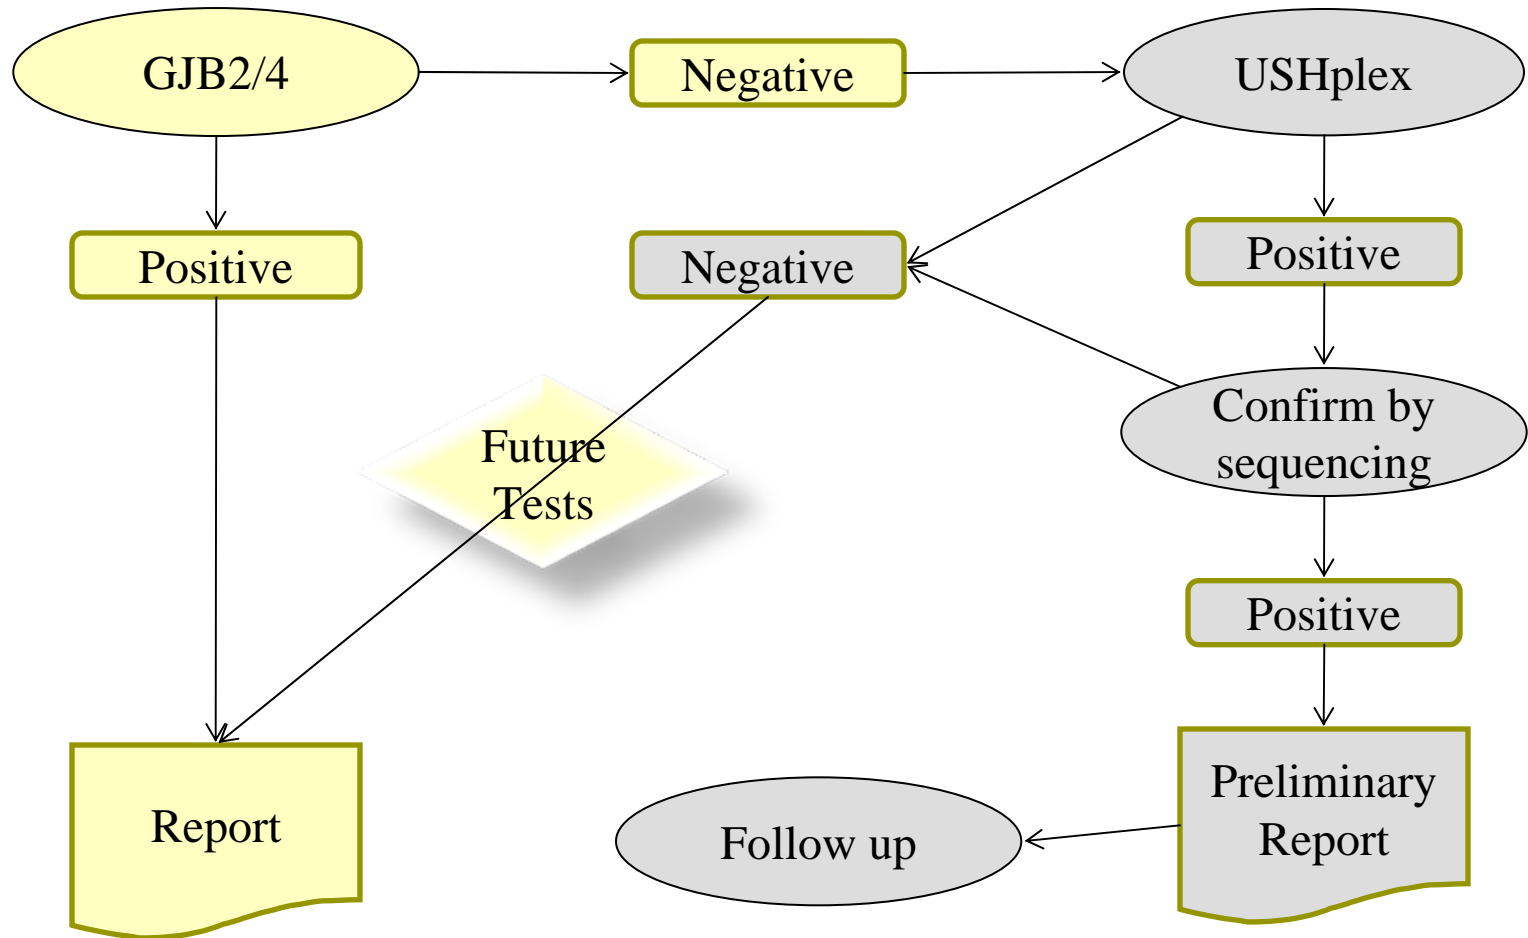 GJB2/4
Negative
USHplex
Positive
Negative
Positive
Future
Tests
Confirm by
sequencing
Positive
Report
Follow up
Preliminary
Report